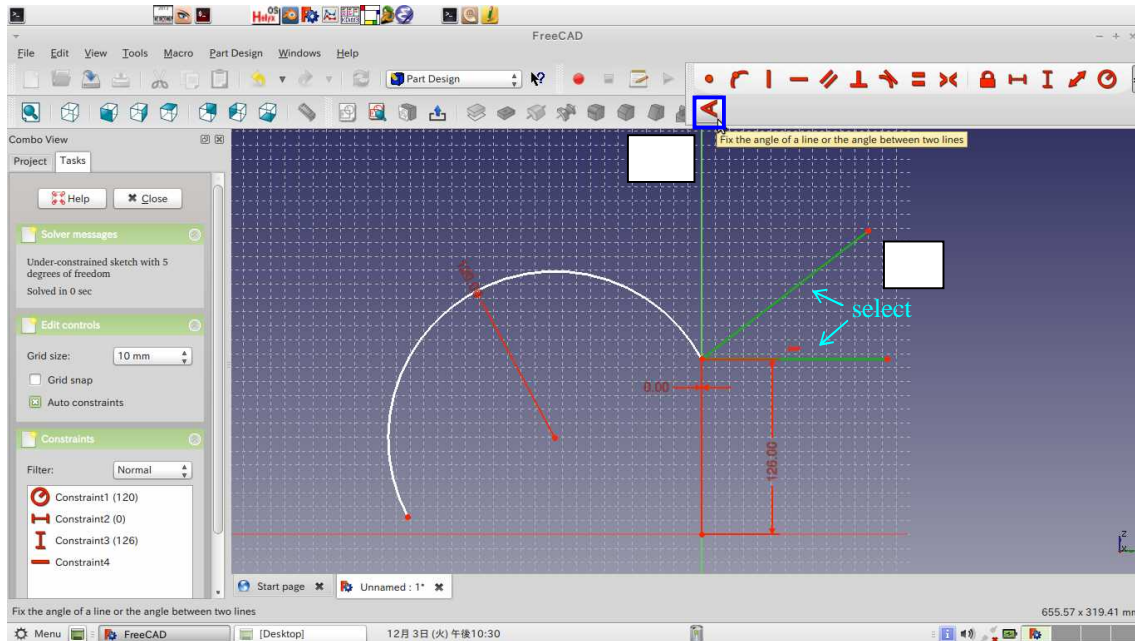 HelyxOS
FreeCAD
File Edit View Tools Macro Part Design Windows Help
Part Design
Combo View
Fix the angle of a line or the angle between two lines
Project Tasks
Help Close
Solver messages
Under-constrained sketch with 5
degrees of freedom
Solved in 0 sec
Edit controls
Grid size: 10 mm
Grid snap
Auto constraints
Constraints
Filter: Normal
Constraint1 (120)
Constraint2 (0)
Constraint3 (126)
Constraint4
select
0.00
126.00
z
x
Start page Unnamed : 1*
Fix the angle of a line or the angle between two lines
655.57 x 319.41 mm
Menu FreeCAD [Desktop] 12月 3日 (火) 午後10:30